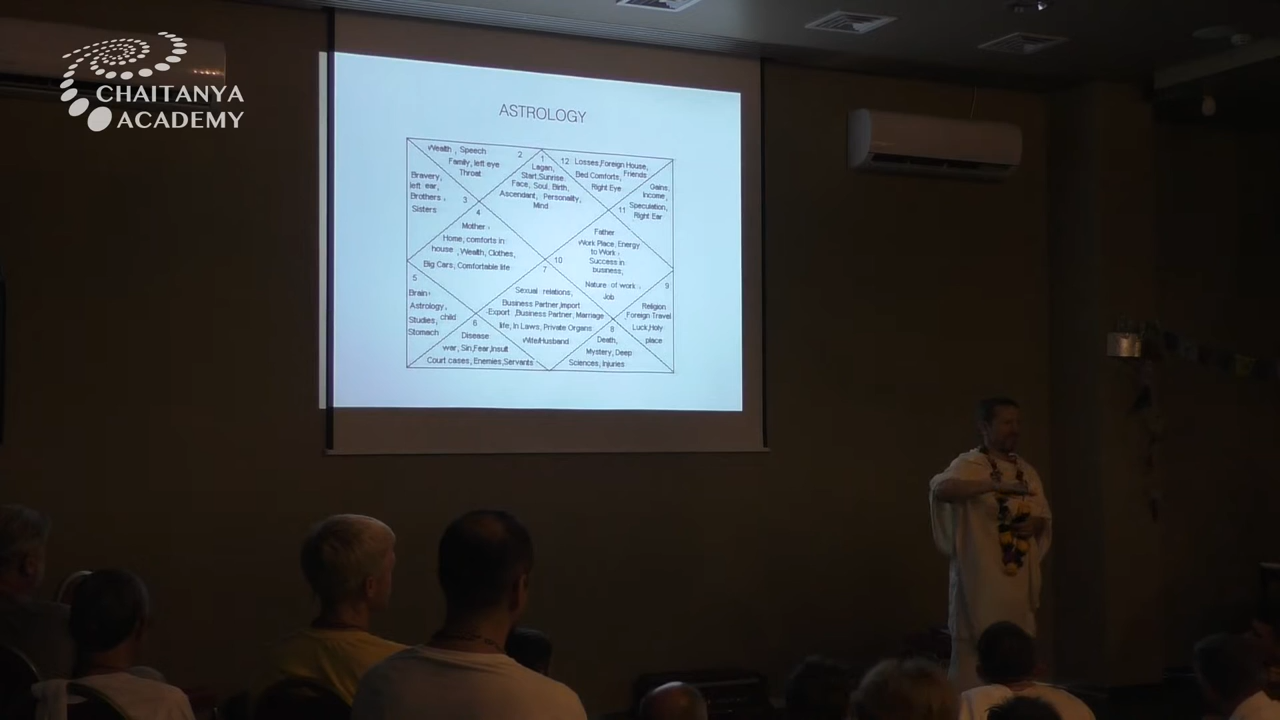 CHAITANYA
ACADEMY
ASTROLOGY
Wealth , Speech
Family, left eye
Throat
2
1
Lagan,
Start,Sunrise,
Face, Soul, Birth,
Ascendant, Personality,
Mind
12 Losses,Foreign House,
Bed Comforts, Friends
Right Eye
Bravery,
left ear,
Brothers ,
Sisters
3
Gains,
Income,
Speculation,
Right Ear
11
4
Mother ,
Home, comforts in
house , Wealth, Clothes,
Big Cars, Comfortable life
Father
Work Place, Energy
to Work ,
Success in
business,
Nature of work ,
Job
10
7
Sexual relations,
Business Partner,Import
-Export ,Business Partner, Marriage
life, In Laws, Private Organs
Wife/Husband
5
Brain,
Astrology,
Studies, child
Stomach
6
Disease
war, Sin,Fear,Insult
Court cases, Enemies,Servants
8
Death,
Mystery, Deep
Sciences, Injuries
9
Religion
Foreign Travel
Luck,Holy
place